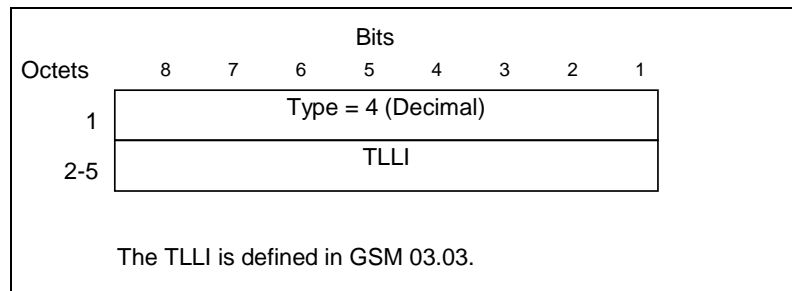 Bits
Octets 8 7 6 5 4 3 2 1
1 Type = 4 (Decimal)
2-5 TLLI
The TLLI is defined in GSM 03.03.